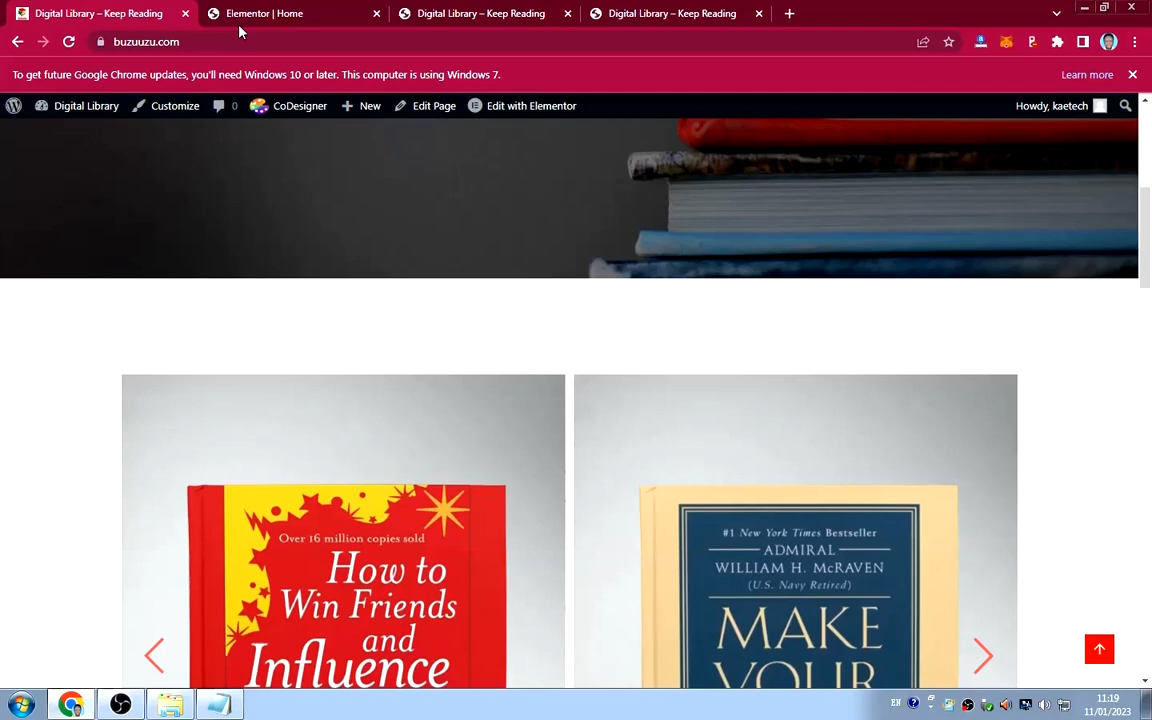 Digital Library – Keep Reading
Elementor | Home
Digital Library – Keep Reading
Digital Library – Keep Reading
buzuuzu.com
To get future Google Chrome updates, you'll need Windows 10 or later. This computer is using Windows 7.
Learn more
Digital Library
Customize
0
CoDesigner
New
Edit Page
Edit with Elementor
Howdy, kaetech
Over 16 million copies sold
How to
Win Friends
and
Influence
#1 New York Times Bestseller
ADMIRAL
WILLIAM H. McRAVEN
(U.S. Navy Retired)
MAKE
YOUR
EN
11:19
11/01/2023